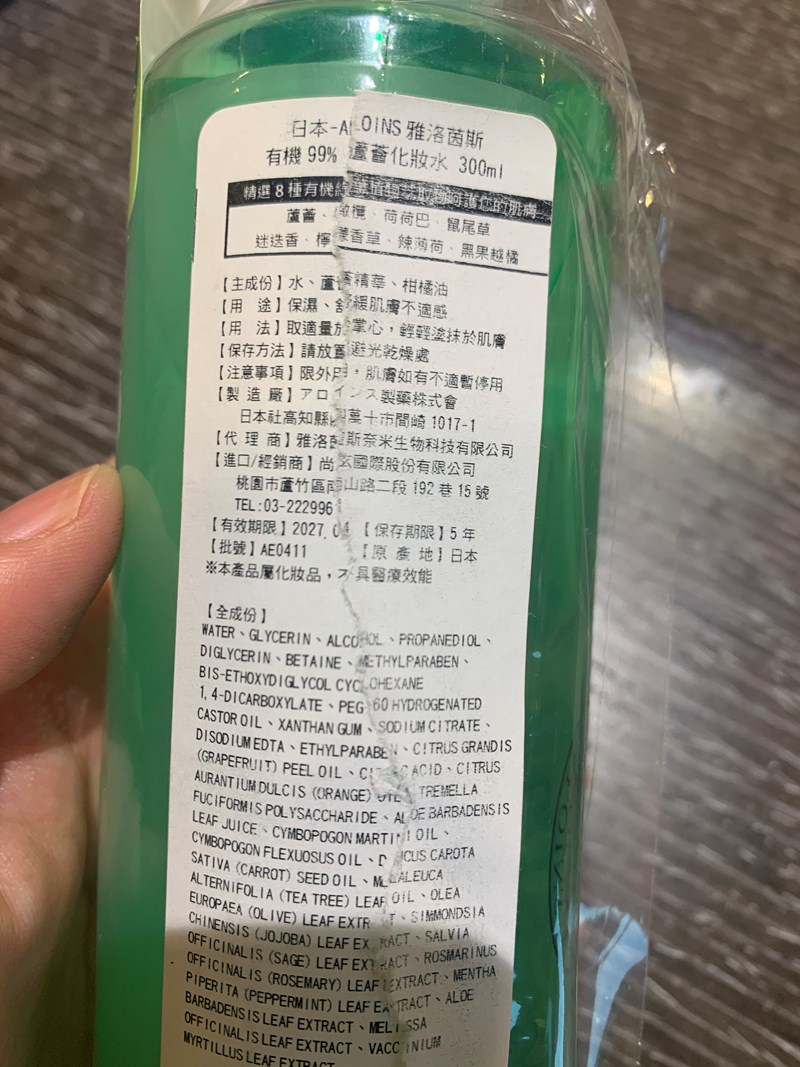 日本-ALOINS 雅洛茵斯
有機 99% 蘆薈化妝水 300ml
精選 8 種有機 的肌膚
蘆薈、橄欖、荷荷巴、鼠尾草
迷迭香、檸檬香草、辣薄荷、黑果越橘
【主成份】水、蘆薈精華、柑橘油
【用 途】保濕、舒緩肌膚不適感
【用 法】取適量於掌心，輕輕塗抹於肌膚
【保存方法】請放置避光乾燥處
【注意事項】限外用，肌膚如有不適暫停用
【製 造 廠】アロインス製藥株式會
日本社高知縣四萬十市間崎 1017-1
【代 理 商】雅洛茵斯奈米生物科技有限公司
【進口/經銷商】尚 國際股份有限公司
桃園市蘆竹區南山路二段 192 巷 15 號
TEL:03-222996
【有效期限】2027.04 【保存期限】5 年
【批號】AE0411 【原 產 地】日本
※本產品屬化妝品，不具醫療效能
【全成份】
WATER、GLYCERIN、ALCOHOL、PROPANEDIOL、
DIGLYCERIN、BETAINE、METHYLPARABEN、
BIS-ETHOXYDIGLYCOL CYCLOHEXANE
1,4-DICARBOXYLATE、PEG-60 HYDROGENATED
CASTOR OIL、XANTHAN GUM、SODIUM CITRATE、
DISODIUM EDTA、ETHYLPARABEN、CITRUS GRANDIS
(GRAPEFRUIT) PEEL OIL、CITRIC ACID、CITRUS
AURANTIUM DULCIS (ORANGE) OIL、TREMELLA
FUCIFORMIS POLYSACCHARIDE、ALOE BARBADENSIS
LEAF JUICE、CYMBOPOGON MARTINI OIL、
CYMBOPOGON FLEXUOSUS OIL、DAUCUS CAROTA
SATIVA (CARROT) SEED OIL、MELALEUCA
ALTERNIFOLIA (TEA TREE) LEAF OIL、OLEA
EUROPAEA (OLIVE) LEAF EXTRACT、SIMMONDSIA
CHINENSIS (JOJOBA) LEAF EXTRACT、SALVIA
OFFICINALIS (SAGE) LEAF EXTRACT、ROSMARINUS
OFFICINALIS (ROSEMARY) LEAF EXTRACT、MENTHA
PIPERITA (PEPPERMINT) LEAF EXTRACT、ALOE
BARBADENSIS LEAF EXTRACT、MELISSA
OFFICINALIS LEAF EXTRACT、VACCINIUM
MYRTILLUS LEAF EXTRACT